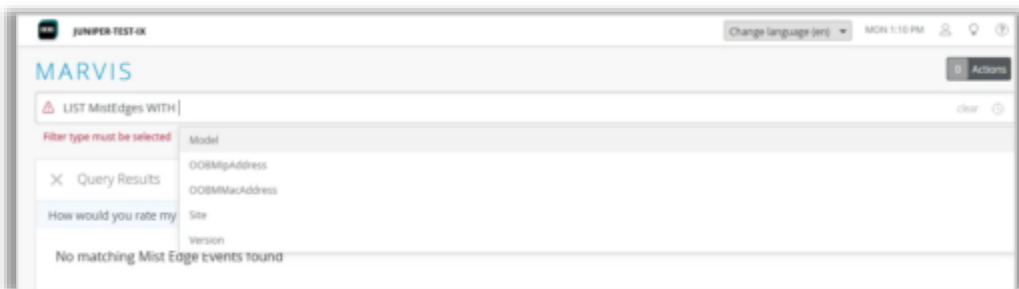 JUNIPER-TEST-IX
Change language (en)
MON 1:10 PM
MARVIS
0 Actions
LIST MistEdges WITH
clear
Filter type must be selected
Model
OOBMIpAddress
OOBMMacAddress
Query Results
Site
How would you rate my
Version
No matching Mist Edge Events found